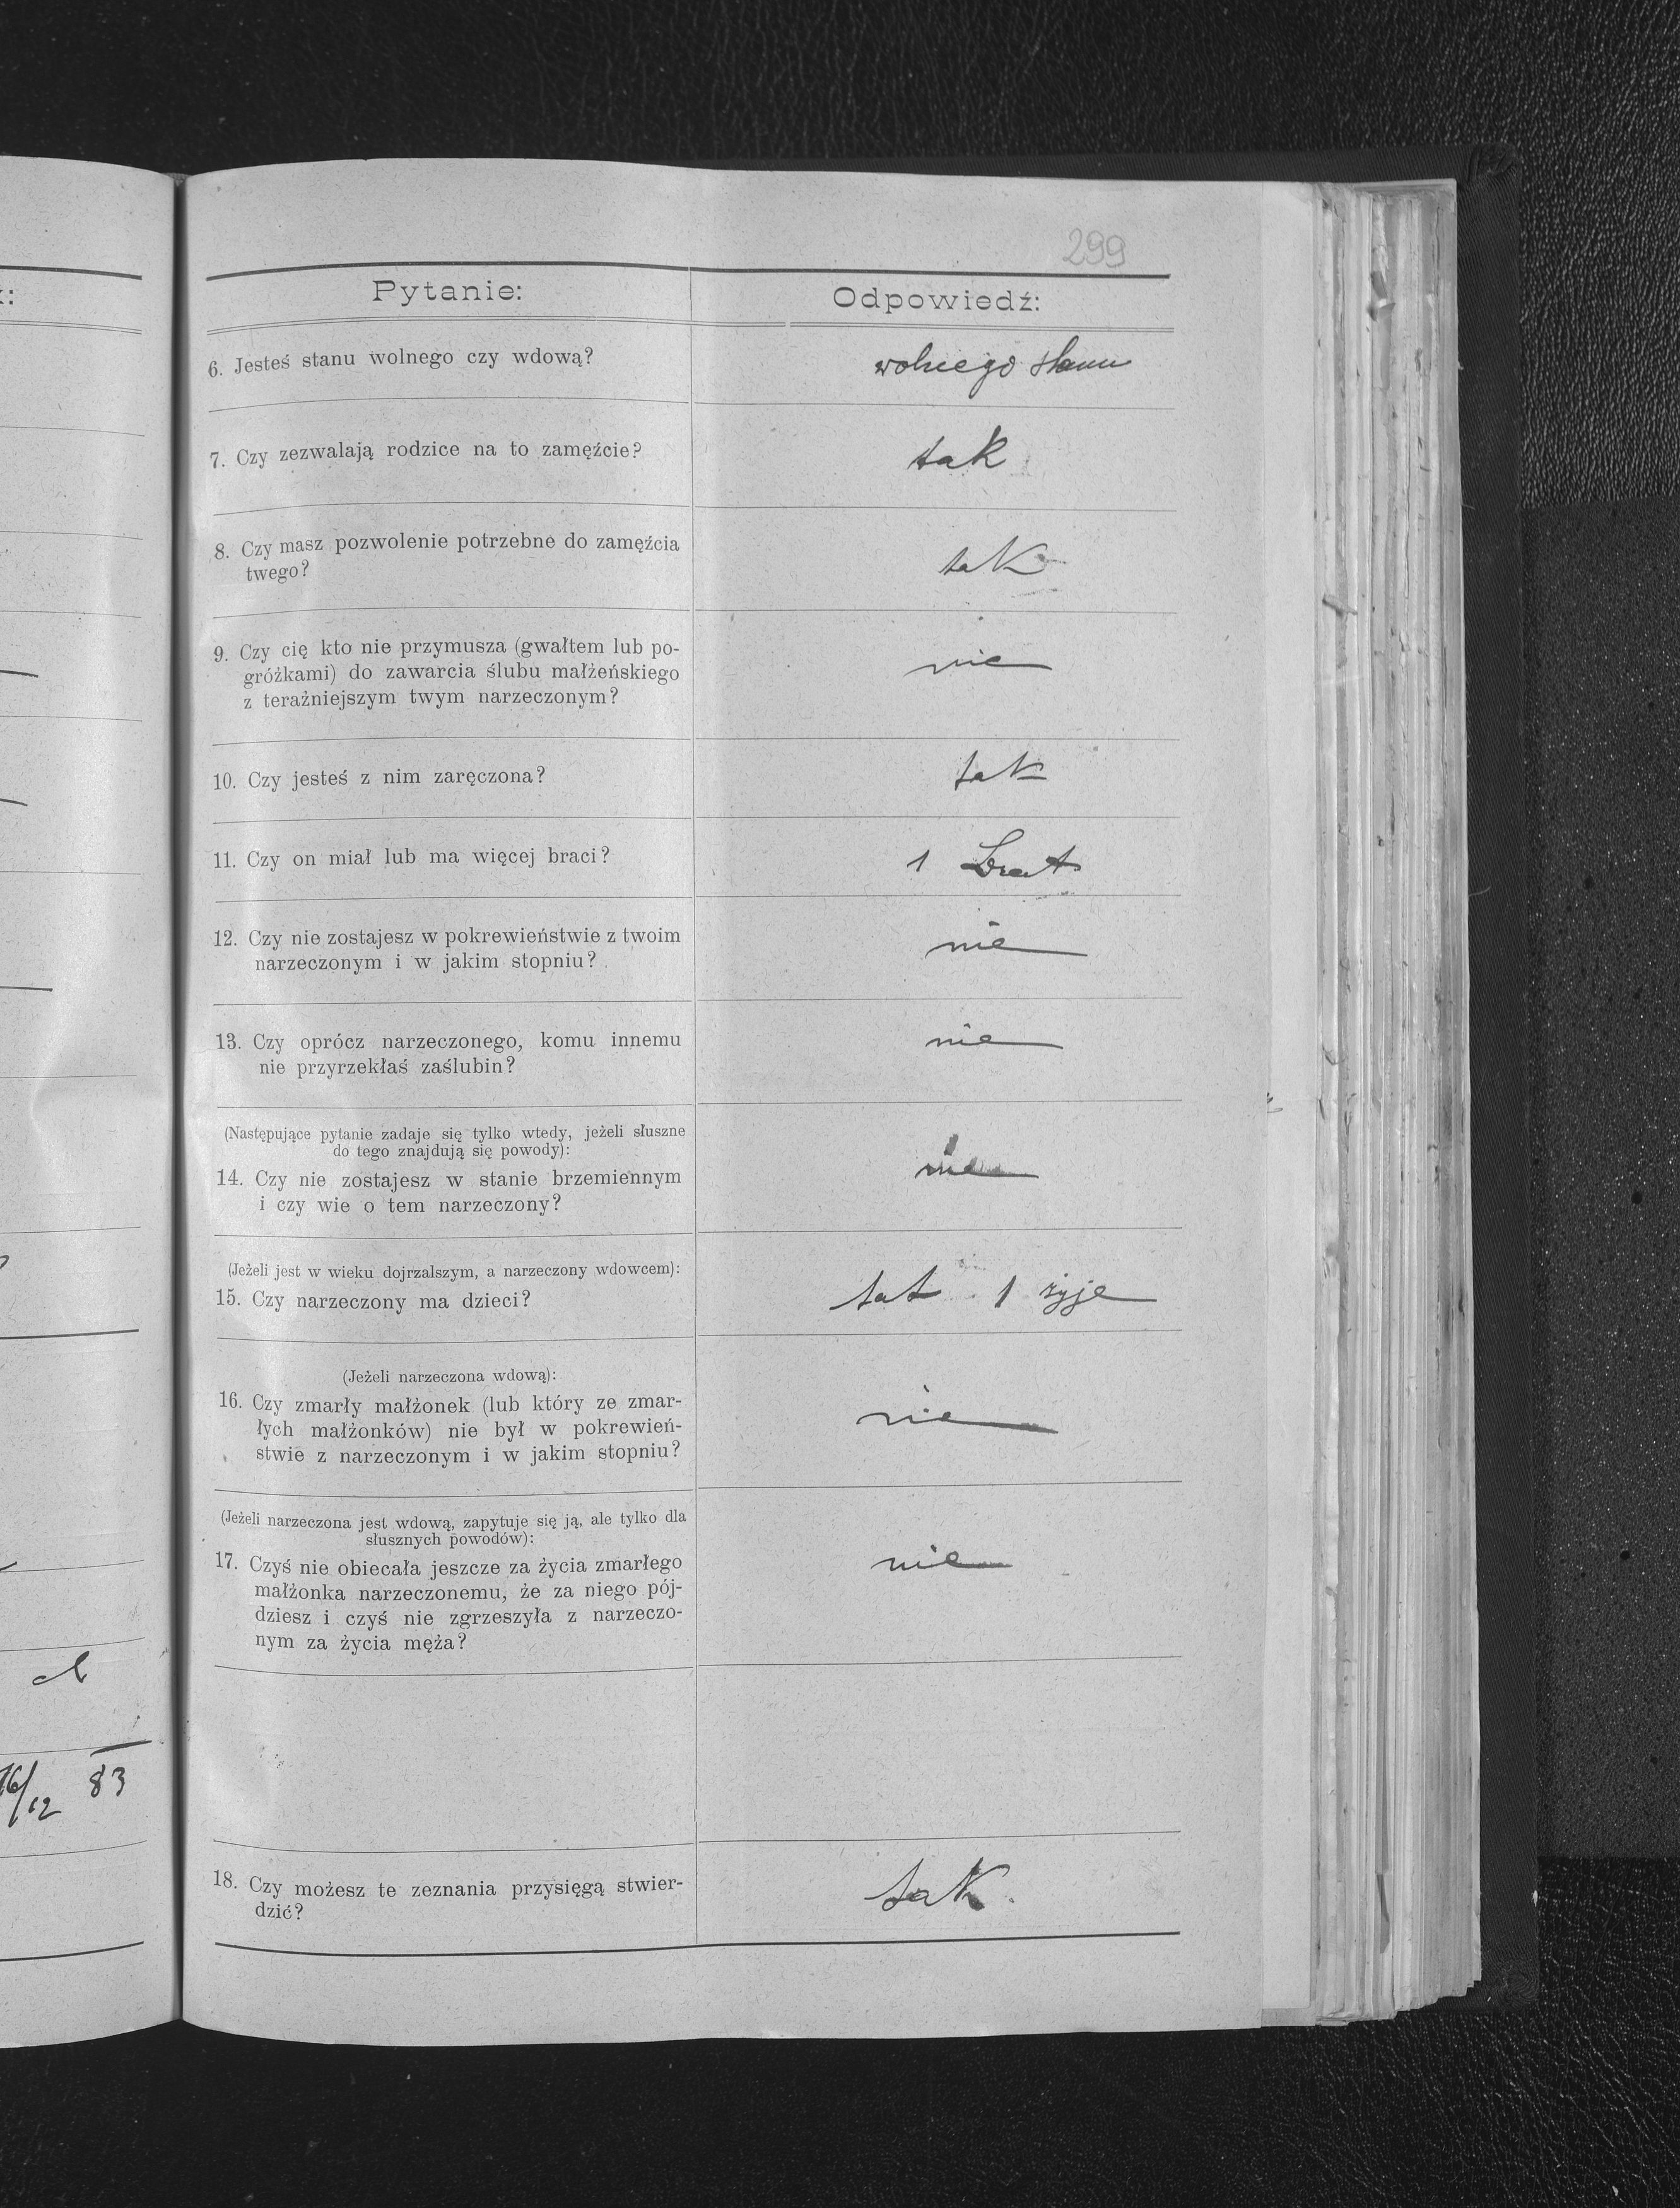 299
Pytanie: Odpowiedź:
6. Jesteś stanu wolnego czy wdową? wolnego stanu
7. Czy zezwalają rodzice na to zamęźcie? tak
8. Czy masz pozwolenie potrzebne do zamęźcia
twego? tak
9. Czy cię kto nie przymusza (gwałtem lub po-
gróżkami) do zawarcia ślubu małżeńskiego
z teraźniejszym twym narzeczonym? nie
10. Czy jesteś z nim zaręczona? tak
11. Czy on miał lub ma więcej braci? 1 Brat
12. Czy nie zostajesz w pokrewieństwie z twoim
narzeczonym i w jakim stopniu? nie
13. Czy oprócz narzeczonego, komu innemu
nie przyrzekłaś zaślubin? nie
(Następujące pytanie zadaje się tylko wtedy, jeżeli słuszne
do tego znajdują się powody):
14. Czy nie zostajesz w stanie brzemiennym
i czy wie o tem narzeczony? nie
(Jeżeli jest w wieku dojrzalszym, a narzeczony wdowcem):
15. Czy narzeczony ma dzieci? tak 1 żyje
(Jeżeli narzeczona wdową):
16. Czy zmarły małżonek (lub który ze zmar-
łych małżonków) nie był w pokrewień-
stwie z narzeczonym i w jakim stopniu? nie
(Jeżeli narzeczona jest wdową, zapytuje się ją, ale tylko dla
słusznych powodów):
17. Czyś nie obiecała jeszcze za życia zmarłego
małżonka narzeczonemu, że za niego pój-
dziesz i czyś nie zgrzeszyła z narzeczo-
nym za życia męża? nie
16/12 83
18. Czy możesz te zeznania przysięgą stwier-
dzić? tak.